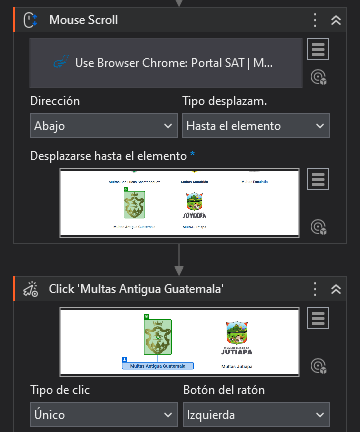 Mouse Scroll
Use Browser Chrome: Portal SAT | M...
Dirección
Tipo desplazam.
Abajo
Hasta el elemento
Desplazarse hasta el elemento *
Click 'Multas Antigua Guatemala'
JUTIAPA
Multas Antigua Guatemala
Multas Jutiapa
Tipo de clic
Botón del ratón
Único
Izquierda